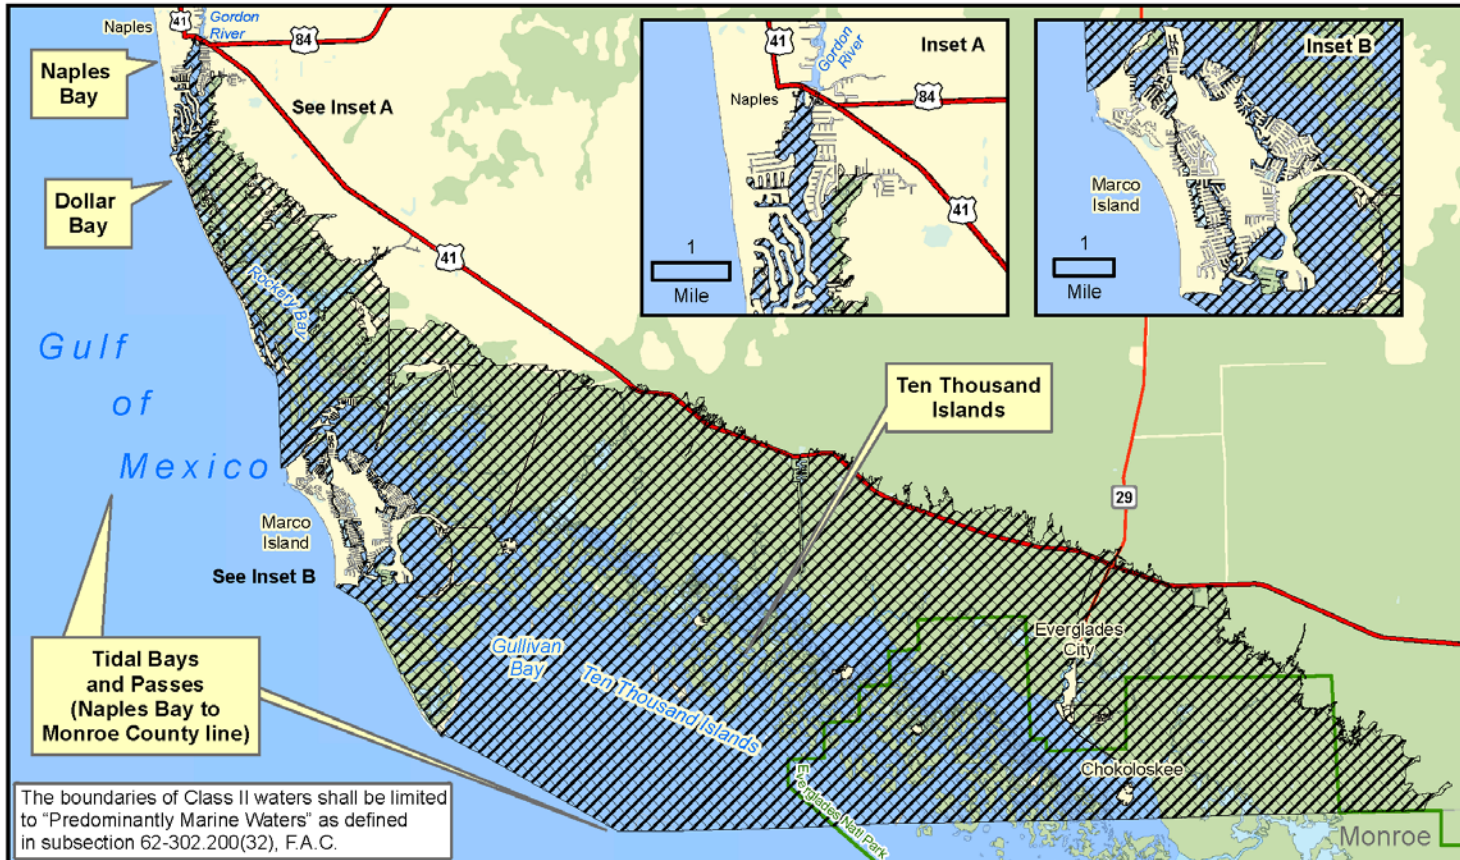 Naples
41
Gordon
River
84
Naples
Bay
See Inset A
Dollar
Bay
41
Rookery Bay
Gulf
of
Mexico
Inset A
41
Gordon
River
Naples
84
41
1
Mile
Inset B
Marco
Island
1
Mile
Ten Thousand
Islands
29
Marco
Island
See Inset B
Tidal Bays
and Passes
(Naples Bay to
Monroe County line)
Gullivan
Bay
Ten Thousand Islands
Everglades
City
Chokoloskee
Everglades Natl Park
Monroe
The boundaries of Class II waters shall be limited
to “Predominantly Marine Waters” as defined
in subsection 62-302.200(32), F.A.C.